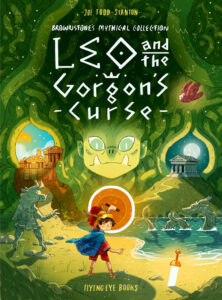 JOE TODD-STANTON
BROWNSTONE'S MYTHICAL COLLECTION
LEO and
the
Gorgon's
-Curse-
FLYING EYE BOOKS